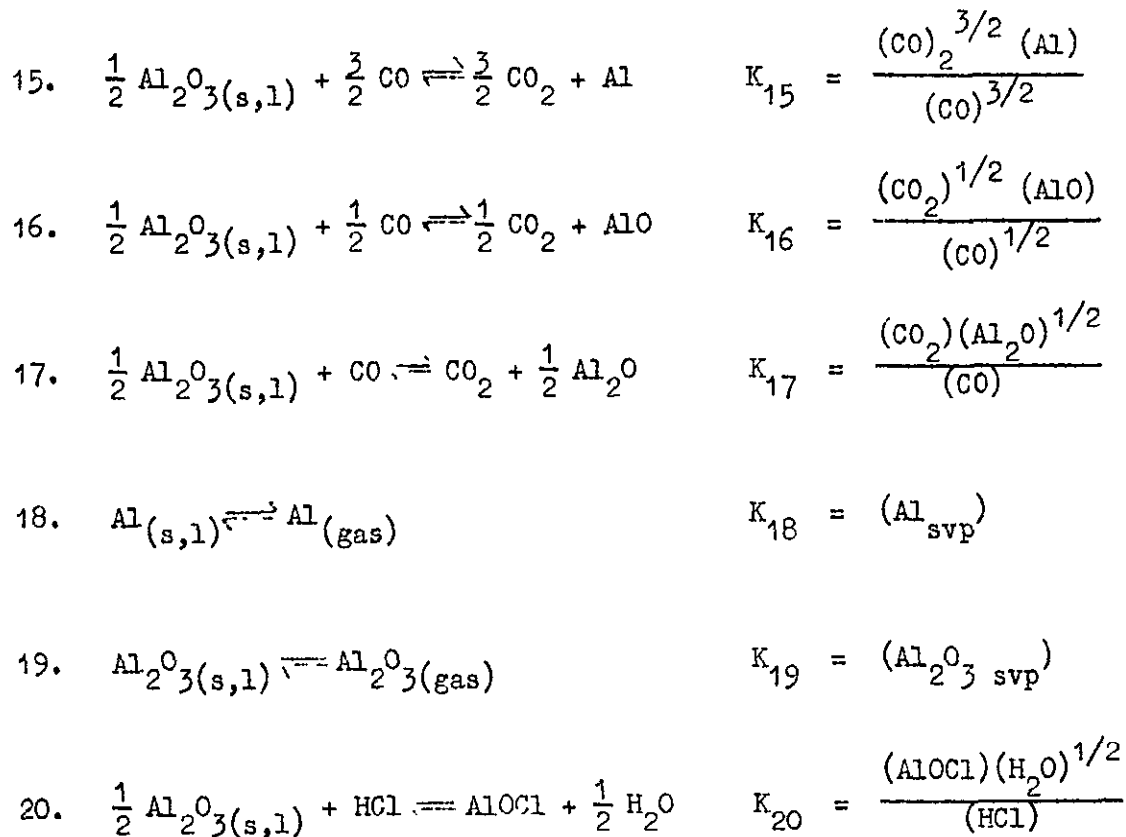 15. 1/2 Al₂O₃(s,l) + 3/2 CO ⇌ 3/2 CO₂ + Al K₁₅ = (CO)₂^3/2 (Al) / (CO)^3/2
16. 1/2 Al₂O₃(s,l) + 1/2 CO ⇌ 1/2 CO₂ + AlO K₁₆ = (CO₂)^1/2 (AlO) / (CO)^1/2
17. 1/2 Al₂O₃(s,l) + CO ⇌ CO₂ + 1/2 Al₂O K₁₇ = (CO₂)(Al₂O)^1/2 / (CO)
18. Al(s,l) ⇌ Al(gas) K₁₈ = (Al svp)
19. Al₂O₃(s,l) ⇌ Al₂O₃(gas) K₁₉ = (Al₂O₃ svp)
20. 1/2 Al₂O₃(s,l) + HCl ⇌ AlOCl + 1/2 H₂O K₂₀ = (AlOCl)(H₂O)^1/2 / (HCl)